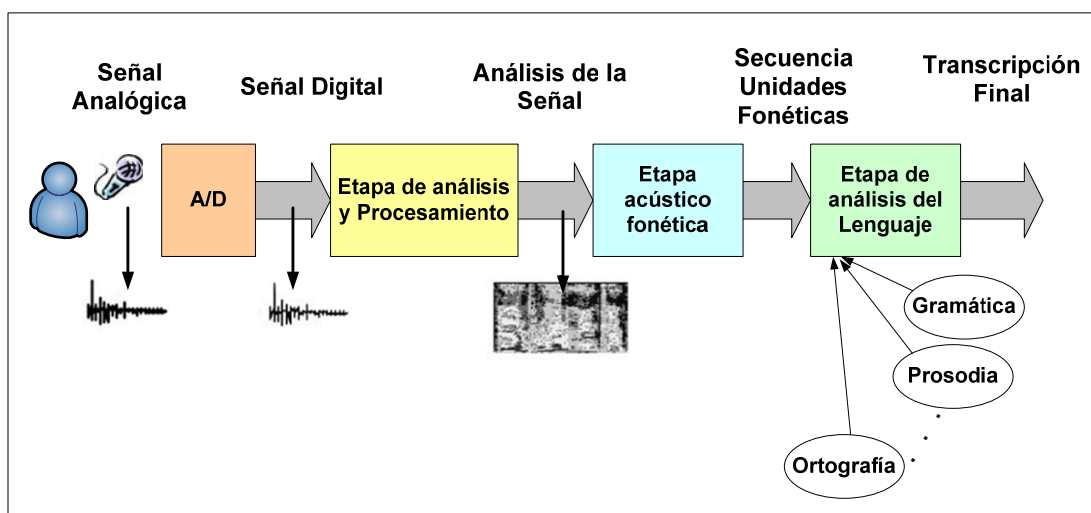 Señal
Analógica
Señal Digital
Análisis de la
Señal
Secuencia
Unidades
Fonéticas
Transcripción
Final
A/D
Etapa de análisis
y Procesamiento
Etapa
acústico
fonética
Etapa de
análisis del
Lenguaje
Gramática
Prosodia
Ortografía